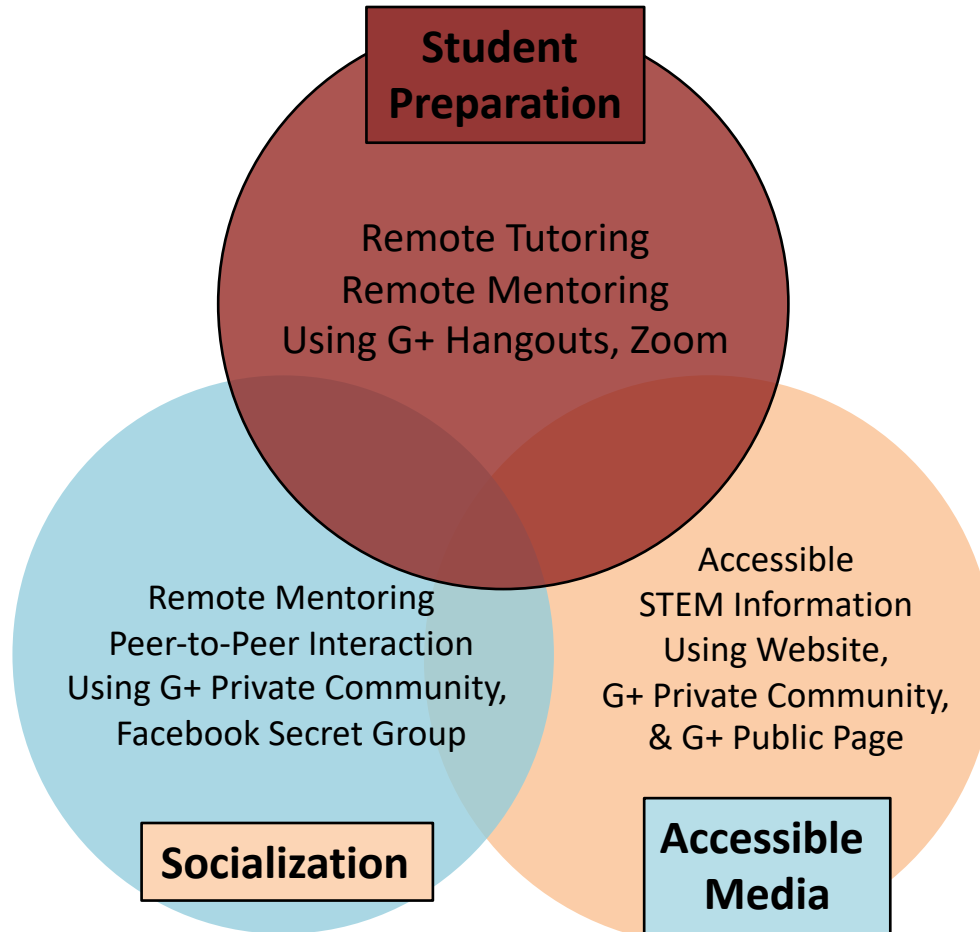 Student
Preparation
Remote Tutoring
Remote Mentoring
Using G+ Hangouts, Zoom
Remote Mentoring
Peer-to-Peer Interaction
Using G+ Private Community,
Facebook Secret Group
Socialization
Accessible
STEM Information
Using Website,
G+ Private Community,
& G+ Public Page
Accessible
Media